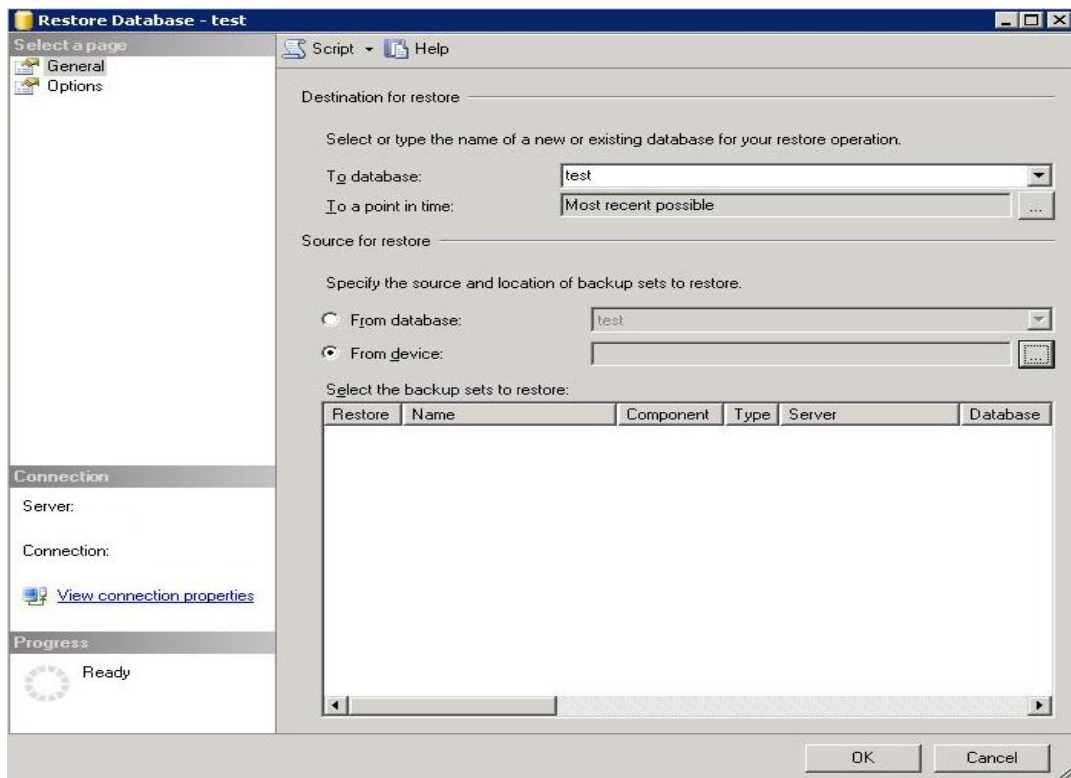 Restore Database - test
Select a page
General
Options
Script
Help
Destination for restore
Select or type the name of a new or existing database for your restore operation.
To database:
test
To a point in time:
Most recent possible
...
Source for restore
Specify the source and location of backup sets to restore.
From database:
test
From device:
...
Select the backup sets to restore:
Restore Name Component Type Server Database
Connection
Server:
Connection:
View connection properties
Progress
Ready
OK
Cancel